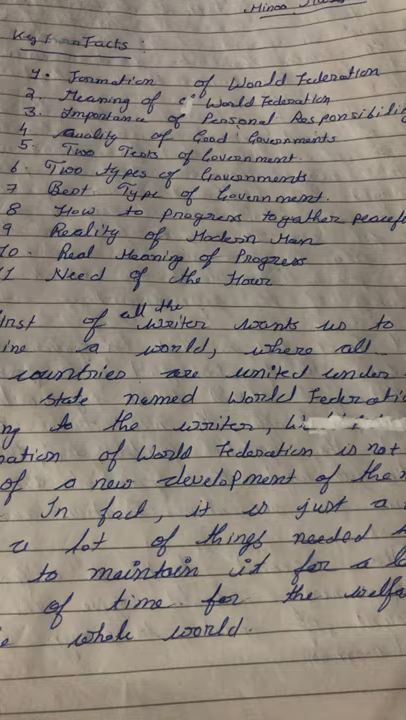 Key Facts :
1. Formation of World Federation
2. Meaning of World Federation
3. Importance of Personal Responsibility
4 Quality of Good Governments
5 Two Tests of Government.
6. Two types of Governments
7 Best Type of Government.
8 How to progress togather
9 Reality of Modern Man
10. Real Meaning of Progress
11 Need of the Hour
of all the writer wants us to
a world, where all
countries are united under
state named World
to the writer,
of World Federation is not
of a new development of the
In fact, it is just a
lot of things needed
to maintain it for a
of time for the
whole world.